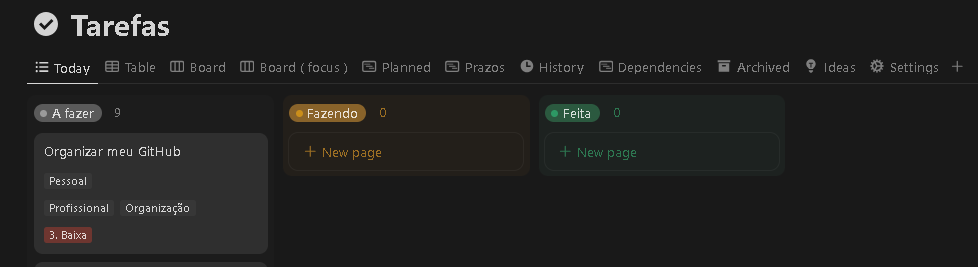 Tarefas
Today Table Board Board ( focus ) Planned Prazos History Dependencies Archived Ideas Settings +
A fazer 9
Organizar meu GitHub
Pessoal
Profissional Organização
3. Baixa
Fazendo 0
+ New page
Feita 0
+ New page